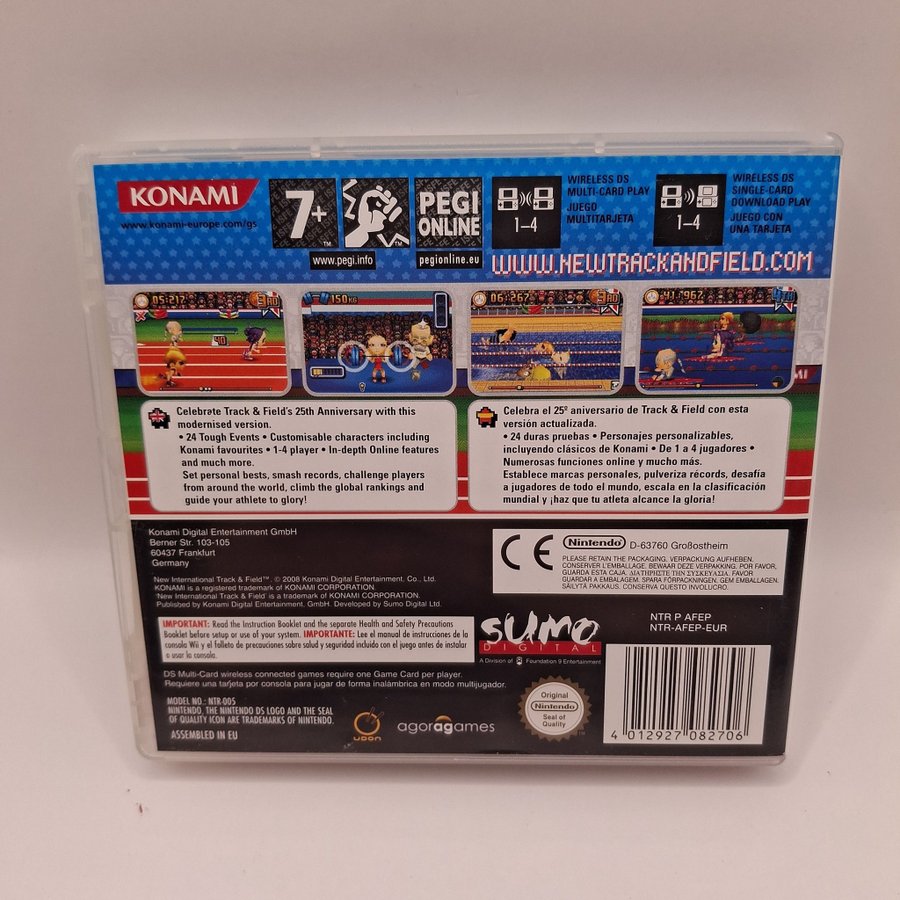 KONAMI
www.konami-europe.com/gs
7+
TM
www.pegi.info
PEGI
ONLINE
pegionline.eu
1-4
WIRELESS DS
MULTI-CARD PLAY
JUEGO
MULTITARJETA
1-4
WIRELESS DS
SINGLE-CARD
DOWNLOAD PLAY
JUEGO CON
UNA TARJETA
WWW.NEWTRACKANDFIELD.COM
05:217 3RD
150KG
06:267 3RD
41:967 4TH
Celebrate Track & Field's 25th Anniversary with this
modernised version.
• 24 Tough Events • Customisable characters including
Konami favourites • 1-4 player • In-depth Online features
and much more.
Set personal bests, smash records, challenge players
from around the world, climb the global rankings and
guide your athlete to glory!
Celebra el 25º aniversario de Track & Field con esta
versión actualizada.
• 24 duras pruebas • Personajes personalizables,
incluyendo clásicos de Konami • De 1 a 4 jugadores •
Numerosas funciones online y mucho más.
Establece marcas personales, pulveriza récords, desafía
a jugadores de todo el mundo, escala en la clasificación
mundial y ¡haz que tu atleta alcance la gloria!
Konami Digital Entertainment GmbH
Berner Str. 103-105
60437 Frankfurt
Germany
New International Track & Field™. © 2008 Konami Digital Entertainment. Co., Ltd.
KONAMI is a registered trademark of KONAMI CORPORATION.
'New International Track & Field' is a trademark of KONAMI CORPORATION.
Published by Konami Digital Entertainment. GmbH. Developed by Sumo Digital Ltd.
IMPORTANT: Read the Instruction Booklet and the separate Health and Safety Precautions
Booklet before setup or use of your system. IMPORTANTE: Lee el manual de instrucciones de la
consola Wii y el folleto de precauciones sobre salud y seguridad incluido con el juego antes de instalar
o usar la consola.
DS Multi-Card wireless connected games require one Game Card per player.
Requiere una tarjeta por consola para jugar de forma inalámbrica en modo multijugador.
MODEL NO.: NTR-005
NINTENDO, THE NINTENDO DS LOGO AND THE SEAL
OF QUALITY ICON ARE TRADEMARKS OF NINTENDO.
ASSEMBLED IN EU
UDON
agoragames
CE
Nintendo D-63760 Großostheim
PLEASE RETAIN THE PACKAGING. VERPACKUNG AUFHEBEN.
CONSERVER L'EMBALLAGE. BEWAAR DEZE VERPAKKING. POR FAVOR,
GUARDA ESTA CAJA. ΔΙΑΤΗΡΗΣΤΕ ΤΗΝ ΣΥΣΚΕΥΑΣΙΑ. FAVOR
GUARDAR A EMBALAGEM. SPARA FÖRPACKNINGEN. GEM EMBALLAGEN.
SÄILYTÄ PAKKAUS. CONSERVA QUESTO INVOLUCRO.
sumo
DIGITAL
A Division of Foundation 9 Entertainment
NTR P AFEP
NTR-AFEP-EUR
Original
Nintendo
Seal of
Quality
4 012927 082706